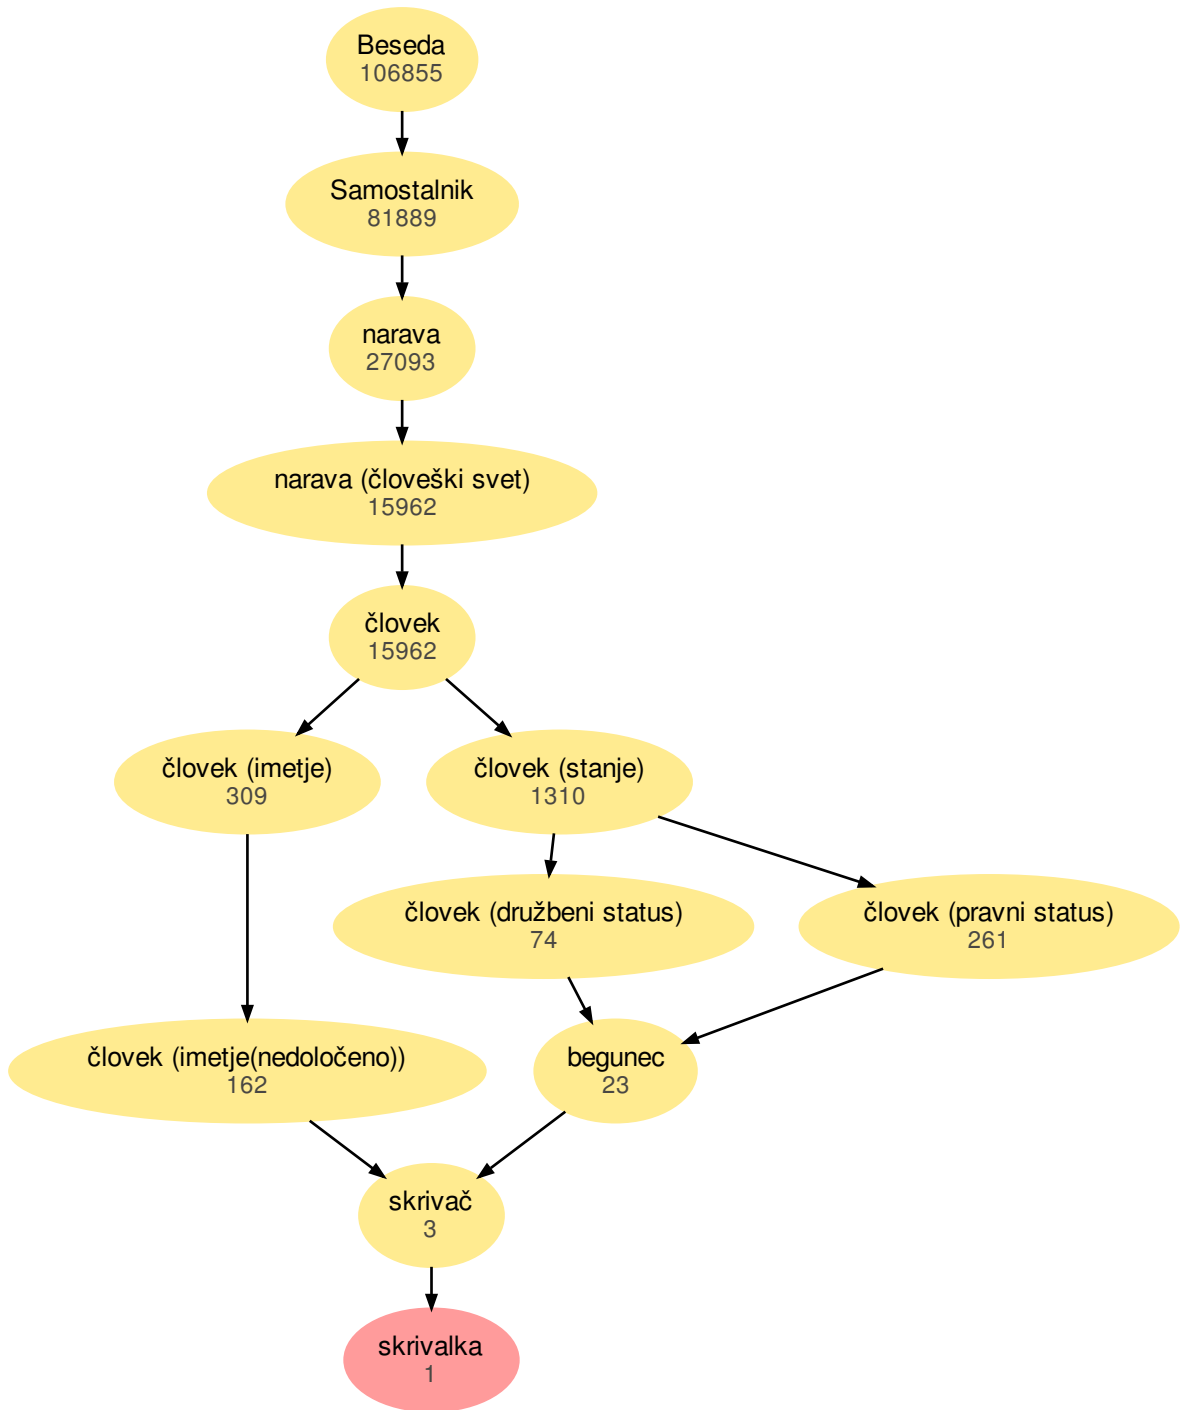 Beseda
106855
Samostalnik
81889
narava
27093
narava (človeški svet)
15962
človek
15962
človek (imetje)
309
človek (stanje)
1310
človek (družbeni status)
74
človek (pravni status)
261
človek (imetje(nedoločeno))
162
begunec
23
skrivač
3
skrivalka
1